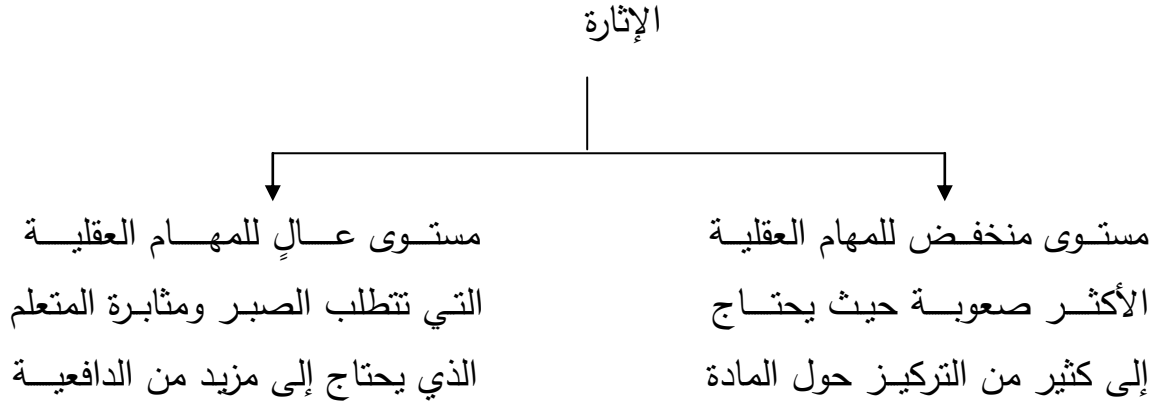 الإثارة
مستوى منخفض للمهام العقلية
الأكثر صعوبة حيث يحتاج
إلى كثير من التركيز حول المادة
مستوى عالٍ للمهام العقلية
التي تتطلب الصبر ومثابرة المتعلم
الذي يحتاج إلى مزيد من الدافعية